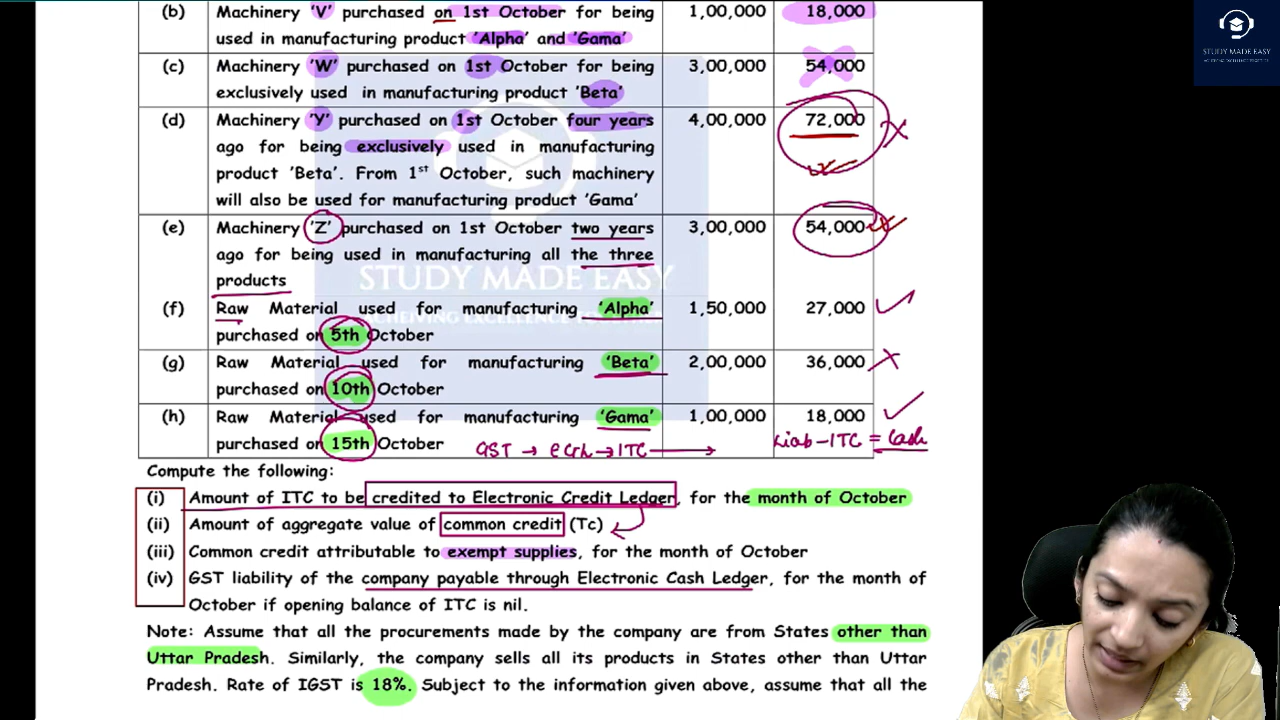 (b) Machinery 'V' purchased on 1st October for being 1,00,000 18,000
used in manufacturing product 'Alpha' and 'Gama'
(c) Machinery 'W' purchased on 1st October for being 3,00,000 54,000
exclusively used in manufacturing product 'Beta'
(d) Machinery 'Y' purchased on 1st October four years 4,00,000 72,000
ago for being exclusively used in manufacturing
product 'Beta'. From 1st October, such machinery
will also be used for manufacturing product 'Gama'
(e) Machinery 'Z' purchased on 1st October two years 3,00,000 54,000
ago for being used in manufacturing all the three
products
STUDY MADE EASY
(f) Raw Material used for manufacturing 'Alpha' 1,50,000 27,000
purchased on 5th October
(g) Raw Material used for manufacturing 'Beta' 2,00,000 36,000
purchased on 10th October
(h) Raw Material used for manufacturing 'Gama' 1,00,000 18,000
purchased on 15th October
GST → eCrL → ITC → Liab - ITC = Cash
Compute the following:
(i) Amount of ITC to be credited to Electronic Credit Ledger, for the month of October
(ii) Amount of aggregate value of common credit (Tc)
(iii) Common credit attributable to exempt supplies, for the month of October
(iv) GST liability of the company payable through Electronic Cash Ledger, for the month of
October if opening balance of ITC is nil.
Note: Assume that all the procurements made by the company are from States other than
Uttar Pradesh. Similarly, the company sells all its products in States other than Uttar
Pradesh. Rate of IGST is 18%. Subject to the information given above, assume that all the
STUDY MADE EASY